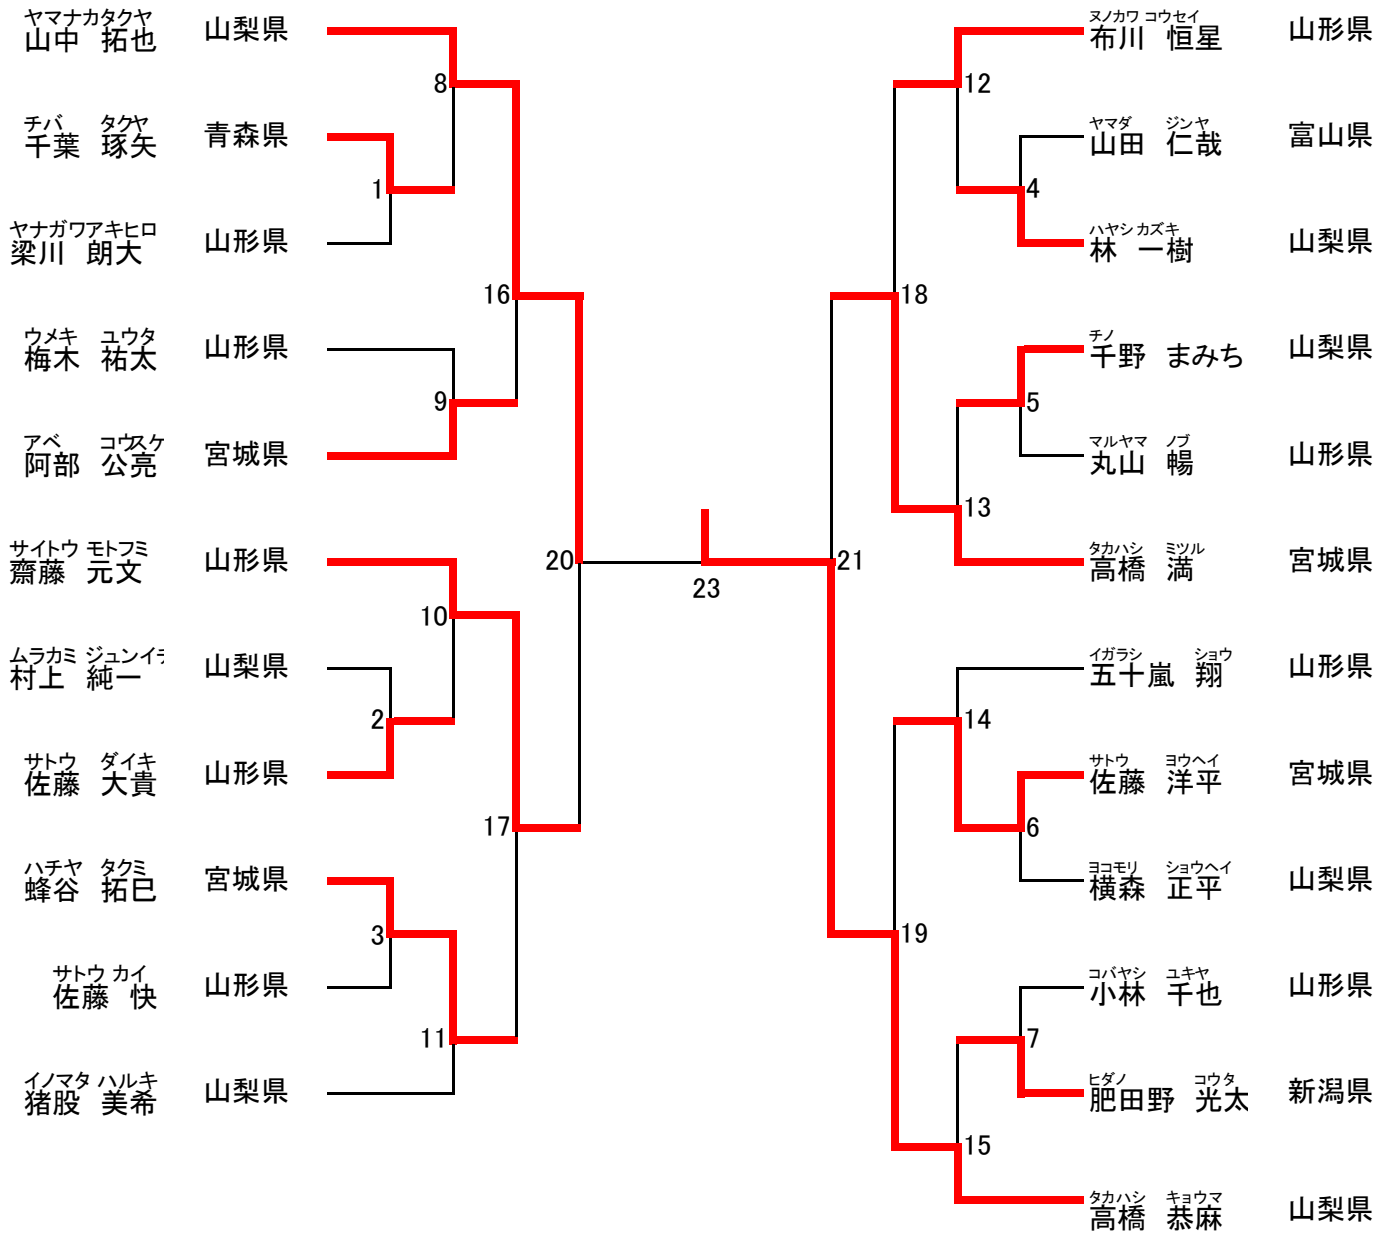 ヤマナカタクヤ
山中 拓也 山梨県
8
チバ タクヤ
千葉 琢矢 青森県
1
ヤナガワアキヒロ
梁川 朗大 山形県
16
ウメキ ユウタ
梅木 祐太 山形県
9
アベ コウスケ
阿部 公亮 宮城県
20
サイトウ モトフミ
齋藤 元文 山形県
10
ムラカミ ジュンイチ
村上 純一 山梨県
2
サトウ ダイキ
佐藤 大貴 山形県
17
ハチヤ タクミ
蜂谷 拓巳 宮城県
3
サトウ カイ
佐藤 快 山形県
11
イノマタ ハルキ
猪股 美希 山梨県
23
ヌノカワ コウセイ
布川 恒星 山形県
12
ヤマダ ジンヤ
山田 仁哉 富山県
4
ハヤシ カズキ
林 一樹 山梨県
18
チノ
千野 まみち 山梨県
5
マルヤマ ノブ
丸山 暢 山形県
13
タカハシ ミツル
高橋 満 宮城県
21
イガラシ ショウ
五十嵐 翔 山形県
14
サトウ ヨウヘイ
佐藤 洋平 宮城県
6
ヨコモリ ショウヘイ
横森 正平 山梨県
19
コバヤシ ユキヤ
小林 千也 山形県
7
ヒダノ コウタ
肥田野 光太 新潟県
15
タカハシ キョウマ
高橋 恭麻 山梨県